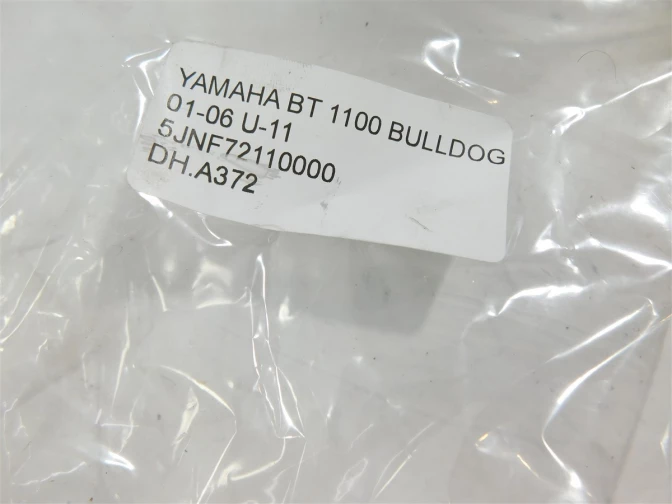 YAMAHA BT 1100 BULLDOG
01-06 U-11
5JNF72110000
DH.A372